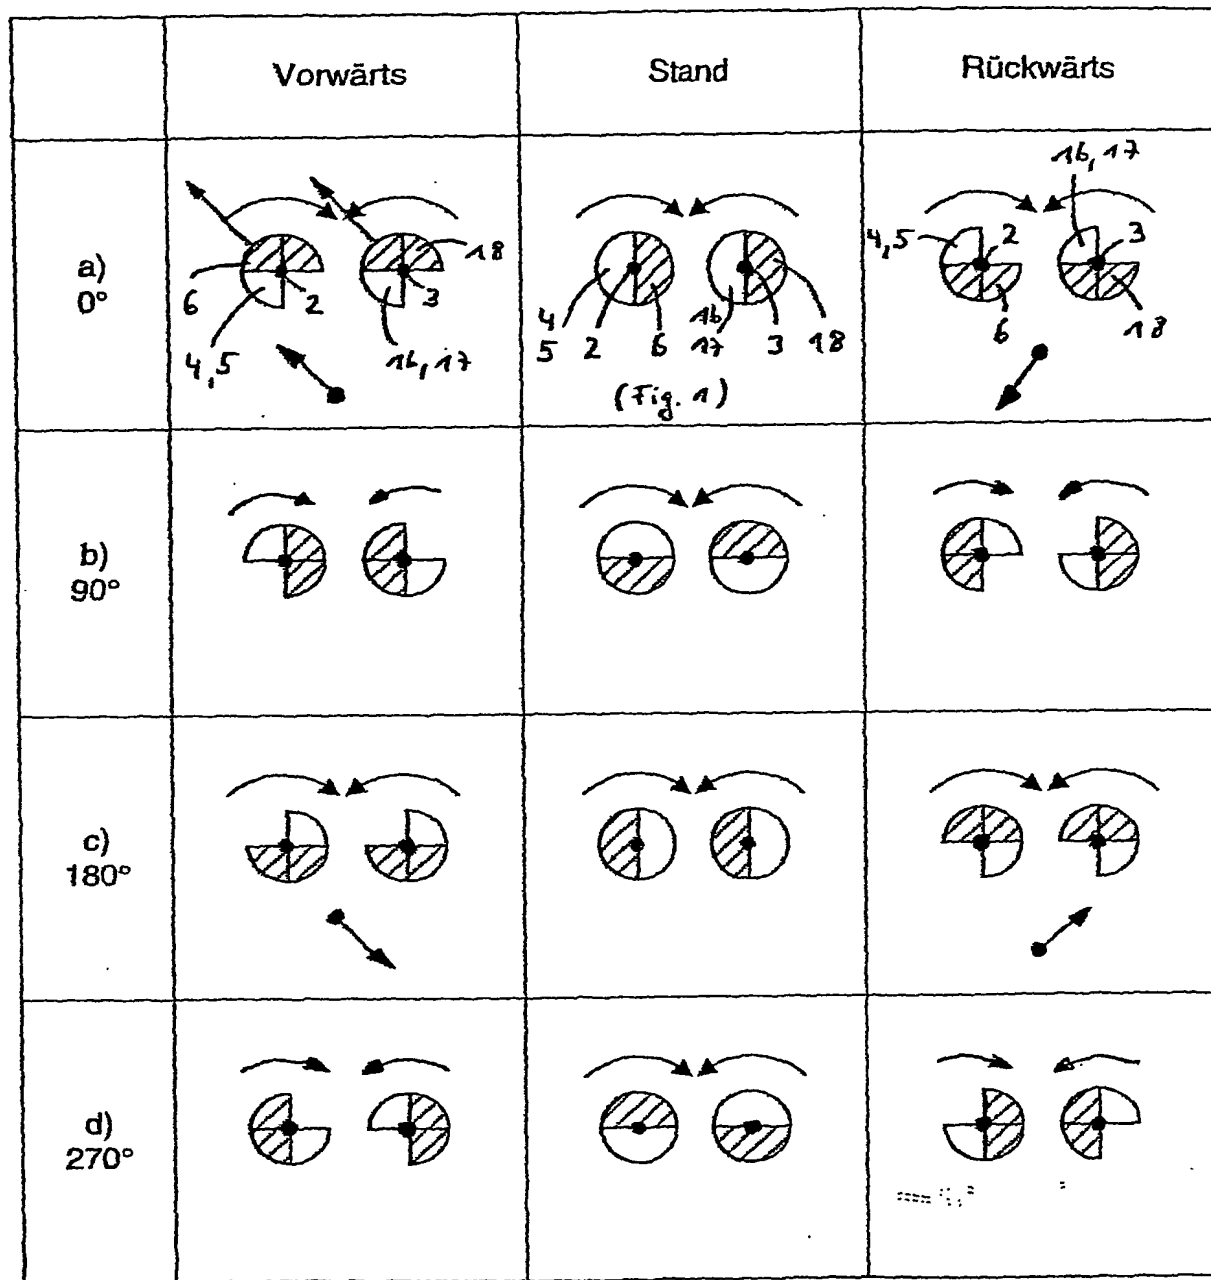 Vorwärts Stand Rückwärts
a)
0°
6 2 3 18
4,5 16,17
4 16
5 2 6 17 3 18
(Fig. 1)
16, 17
4,5 2 3
6 18
b)
90°
c)
180°
d)
270°